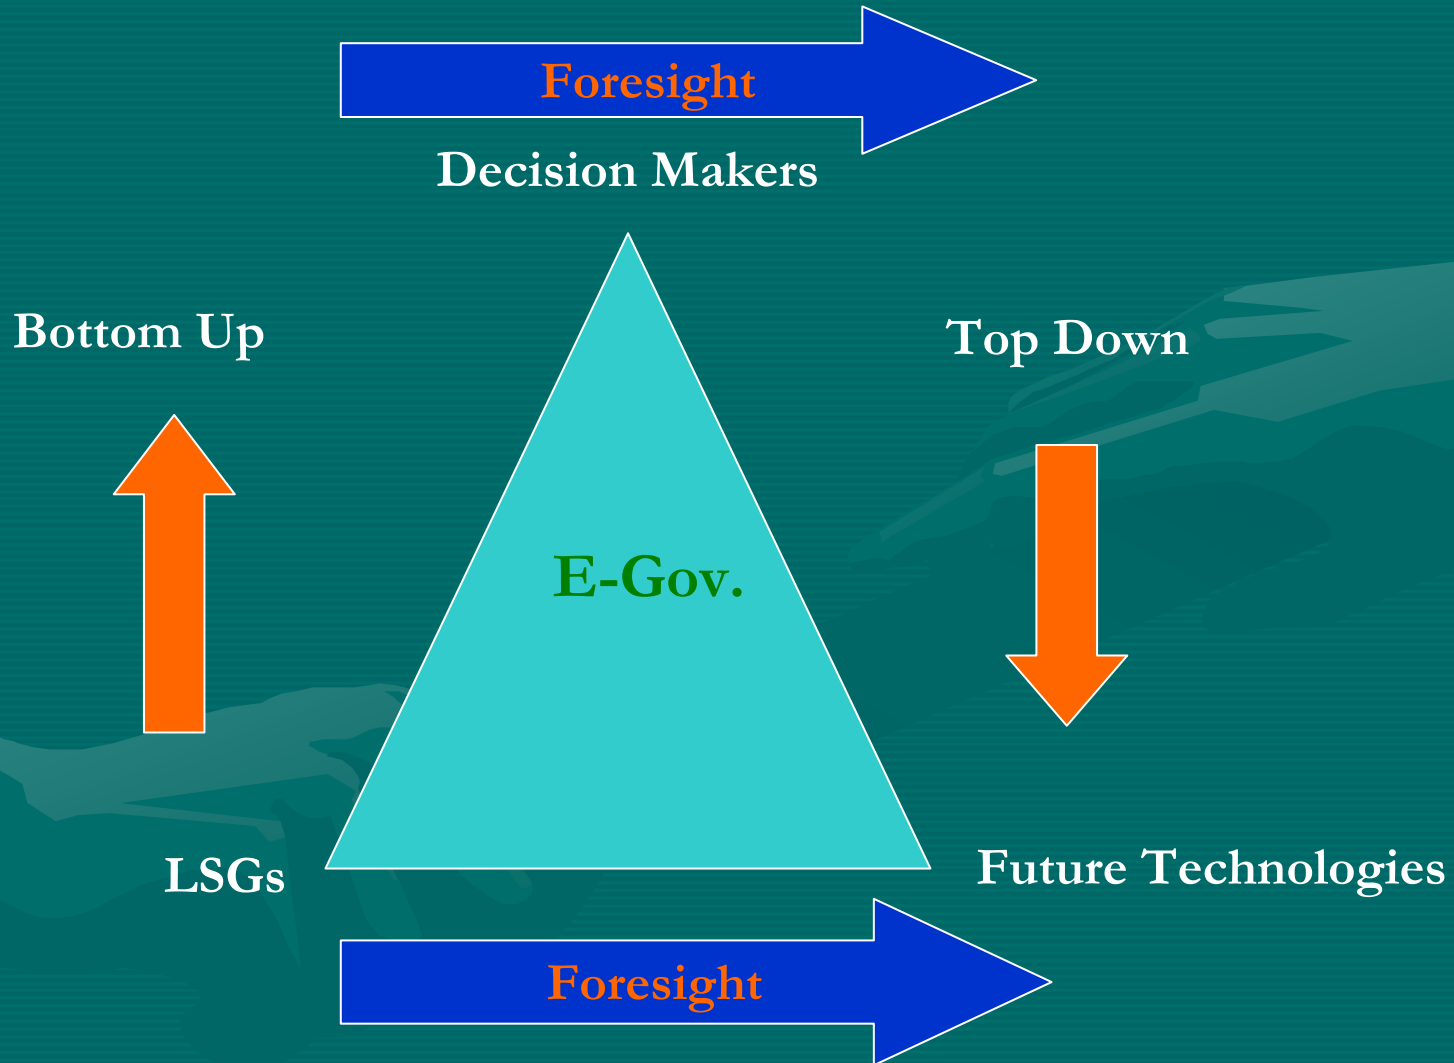 Foresight
Decision Makers
Bottom Up
Top Down
E-Gov.
LSGs
Future Technologies
Foresight